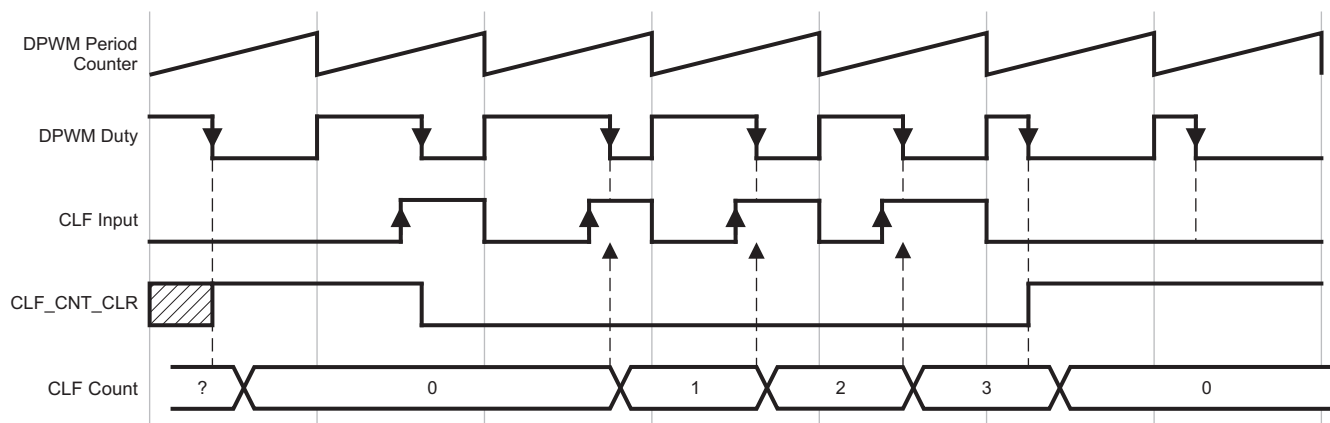 DPWM Period
Counter
DPWM Duty
CLF Input
CLF_CNT_CLR
CLF Count
?
0
1
2
3
0